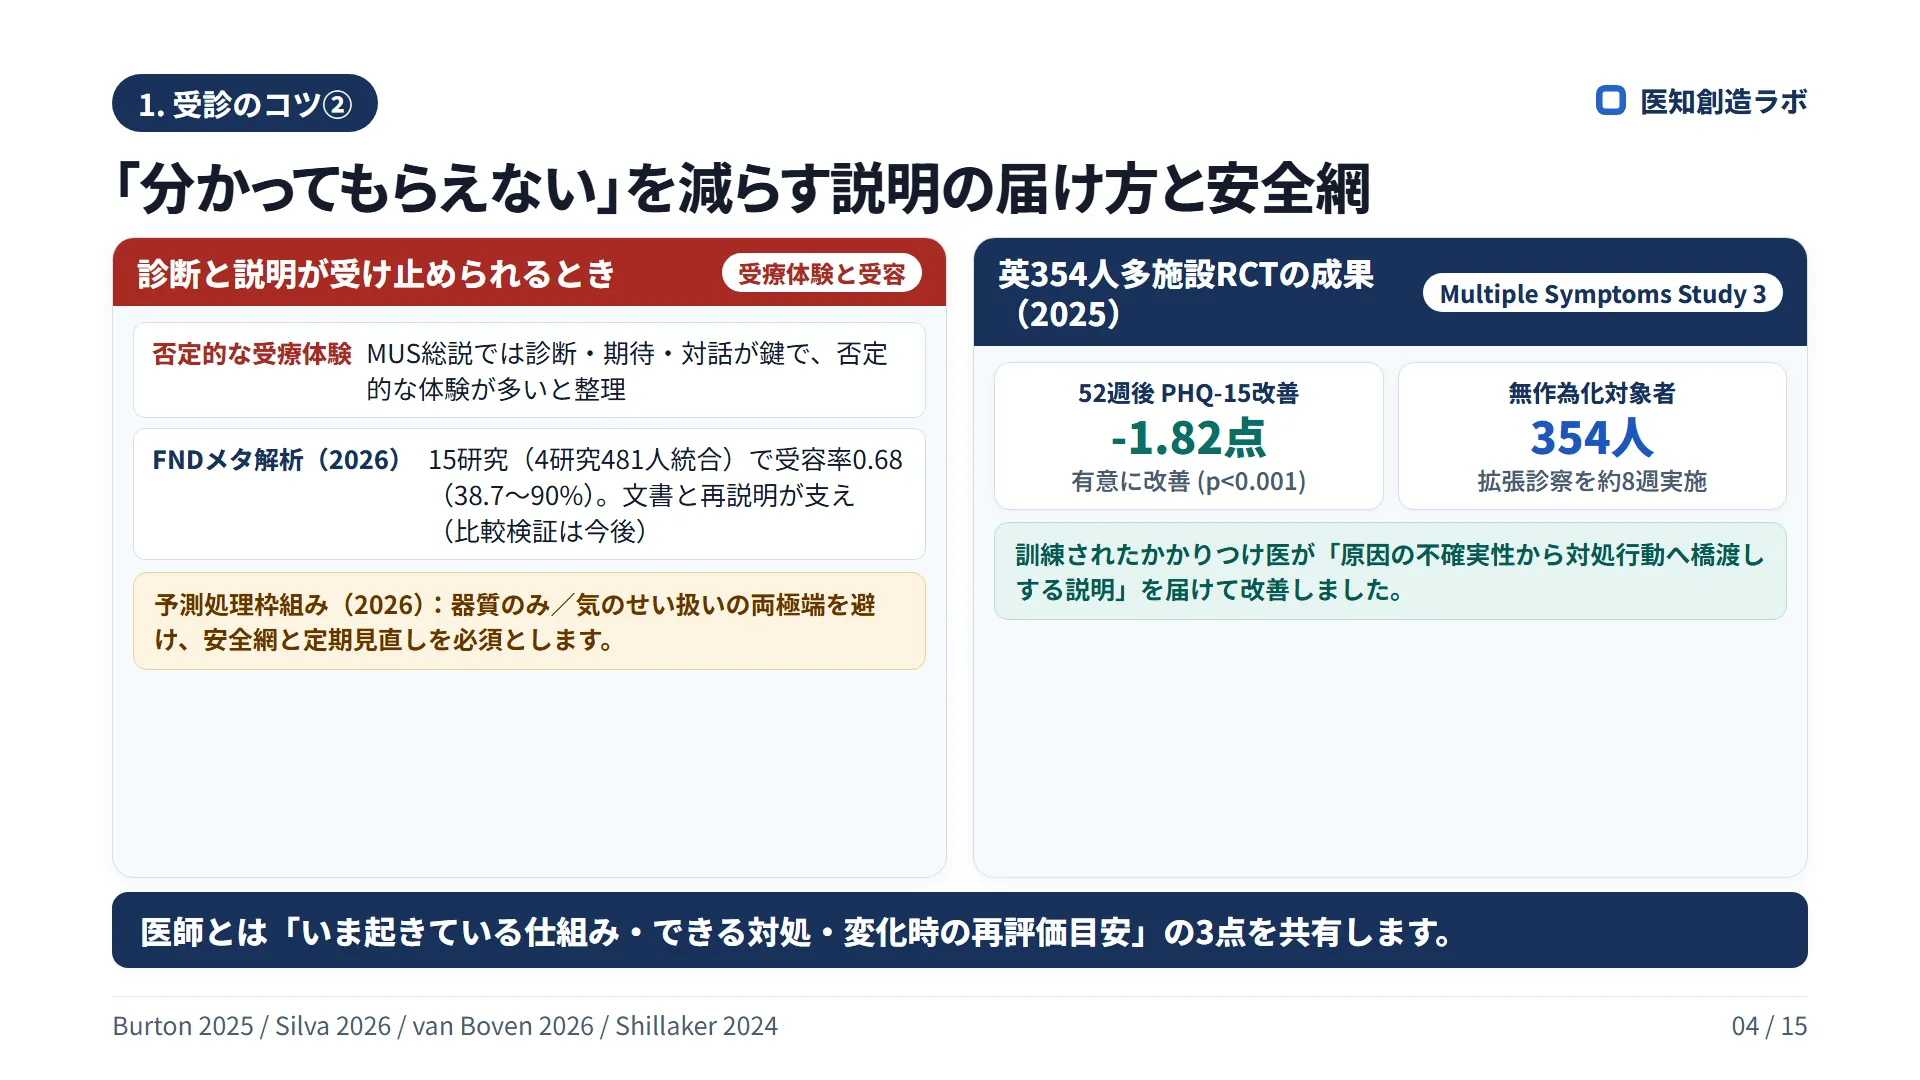 1. 受診のコツ②
医知創造ラボ
「分かってもらえない」を減らす説明の届け方と安全網
診断と説明が受け止められるとき
受療体験と受容
否定的な受療体験 MUS総説では診断・期待・対話が鍵で、否定
的な体験が多いと整理
FNDメタ解析（2026） 15研究（4研究481人統合）で受容率0.68
（38.7〜90%）。文書と再説明が支え
（比較検証は今後）
予測処理枠組み（2026）：器質のみ／気のせい扱いの両極端を避
け、安全網と定期見直しを必須とします。
英354人多施設RCTの成果
（2025）
Multiple Symptoms Study 3
52週後 PHQ-15改善
-1.82点
有意に改善 (p<0.001)
無作為化対象者
354人
拡張診察を約8週実施
訓練されたかかりつけ医が「原因の不確実性から対処行動へ橋渡し
する説明」を届けて改善しました。
医師とは「いま起きている仕組み・できる対処・変化時の再評価目安」の3点を共有します。
Burton 2025 / Silva 2026 / van Boven 2026 / Shillaker 2024
04 / 15